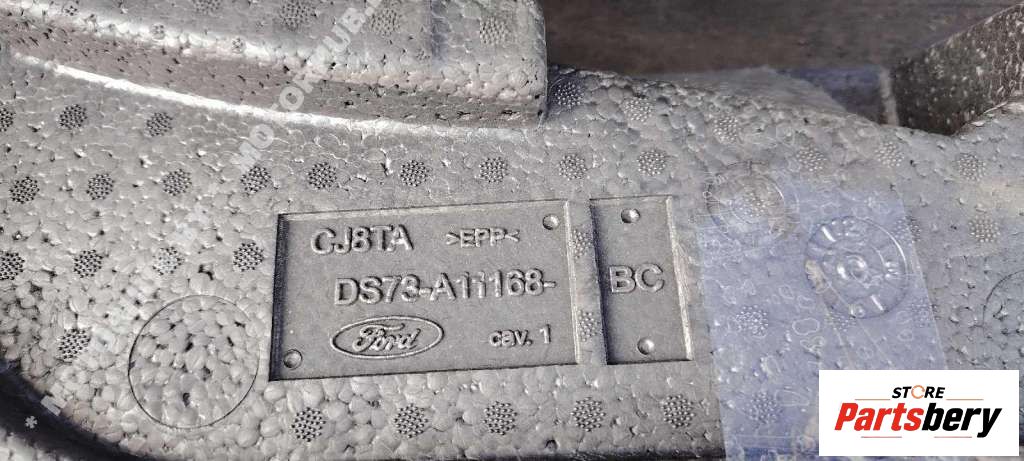 CJ8TA >EPP<
DS73-A11168-
BC
Ford
cav. 1
STORE
Partsbery